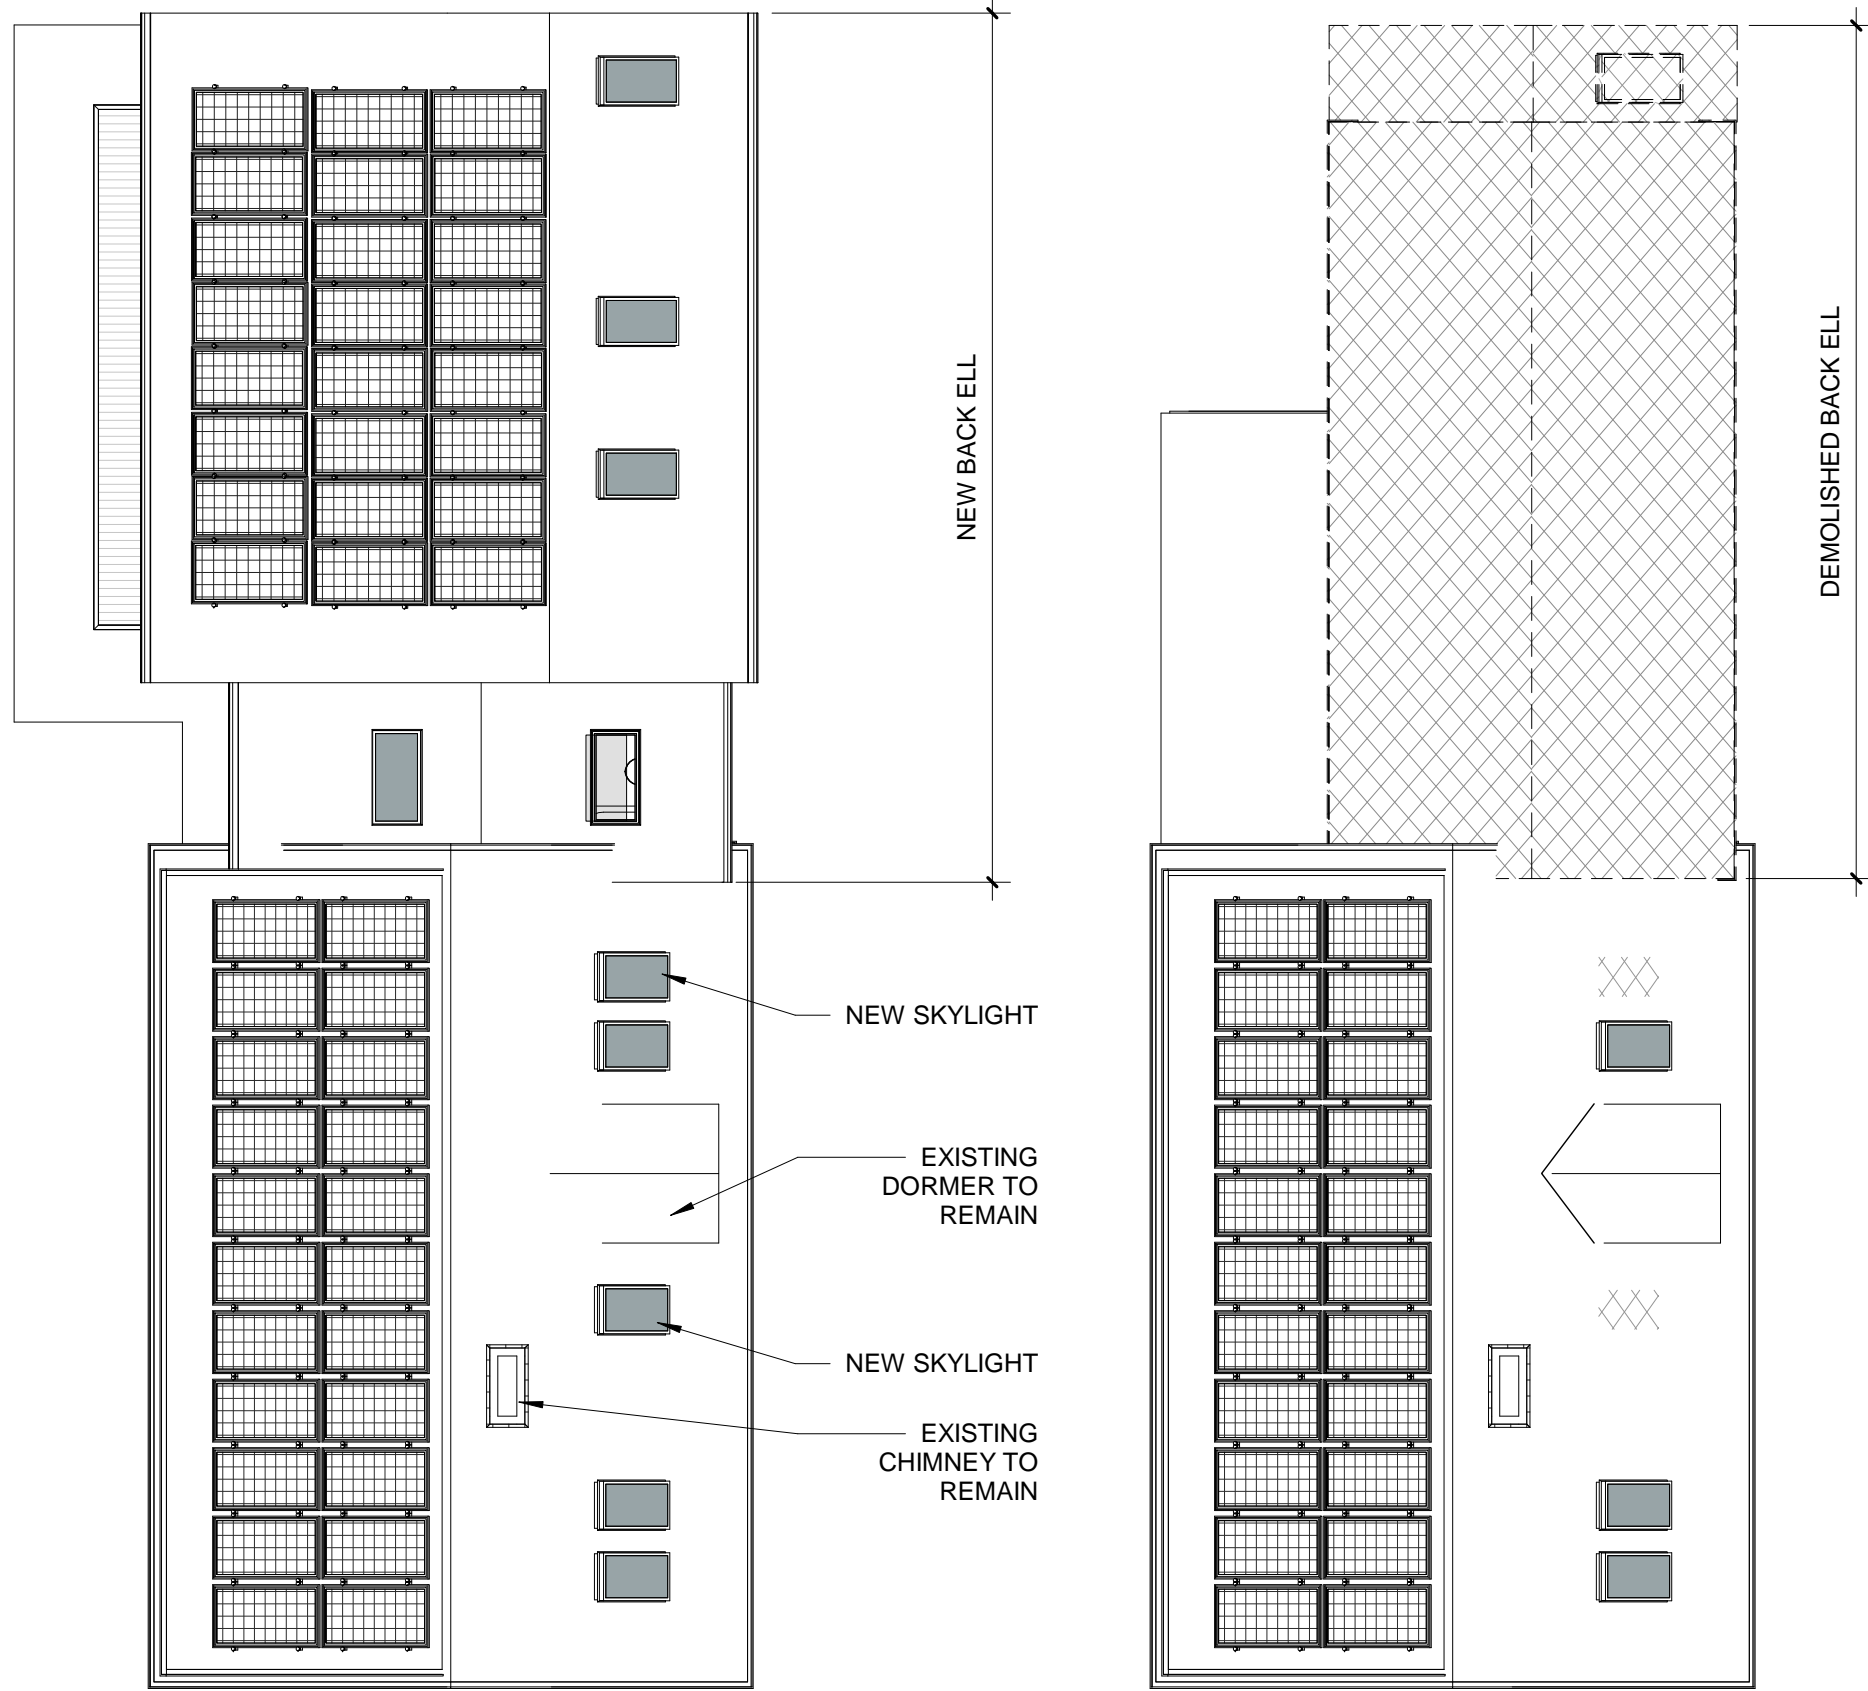 NEW BACK ELL
DEMOLISHED BACK ELL
NEW SKYLIGHT
EXISTING
DORMER TO
REMAIN
NEW SKYLIGHT
EXISTING
CHIMNEY TO
REMAIN